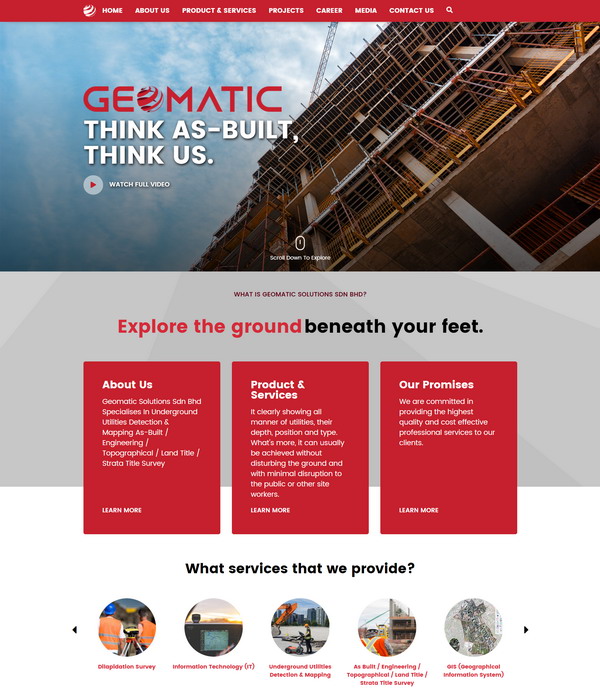 HOME ABOUT US PRODUCT & SERVICES PROJECTS CAREER MEDIA CONTACT US
GEOMATIC
THINK AS-BUILT,
THINK US.
WATCH FULL VIDEO
Scroll Down To Explore
WHAT IS GEOMATIC SOLUTIONS SDN BHD?
Explore the ground beneath your feet.
About Us
Geomatic Solutions Sdn Bhd
Specialises In Underground
Utilities Detection &
Mapping As-Built /
Engineering /
Topographical / Land Title /
Strata Title Survey
LEARN MORE
Product &
Services
It clearly showing all
manner of utilities, their
depth, position and type.
What's more, it can usually
be achieved without
disturbing the ground and
with minimal disruption to
the public or other site
workers.
LEARN MORE
Our Promises
We are committed in
providing the highest
quality and cost effective
professional services to our
clients.
LEARN MORE
What services that we provide?
Dilapidation Survey
Information Technology (IT)
Underground Utilities
Detection & Mapping
As Built / Engineering /
Topographical / Land Title /
Strata Title Survey
GIS (Geographical
Information System)